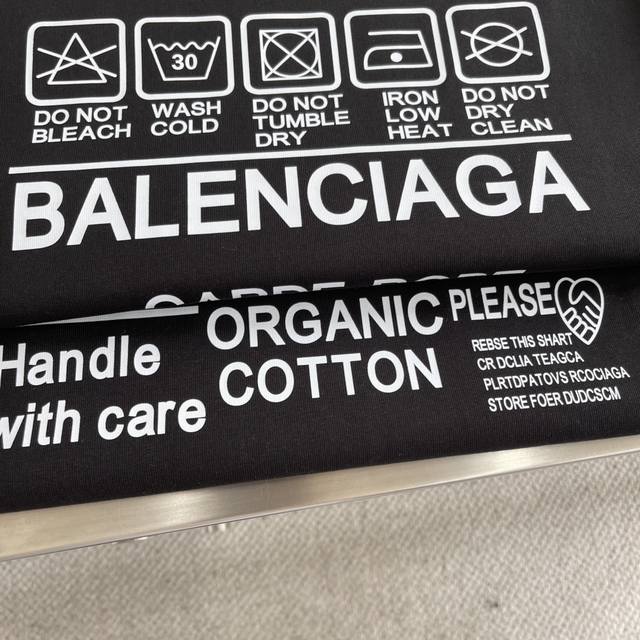 30
DO NOT
BLEACH
WASH
COLD
DO NOT
TUMBLE
DRY
IRON
LOW
HEAT
DO NOT
DRY
CLEAN
BALENCIAGA
Handle
with care
ORGANIC
COTTON
PLEASE
REBSE THIS SHART
CR DCLIA TEAGCA
PLRTDPATOVS RCOCIAGA
STORE FOER DUDCSCM